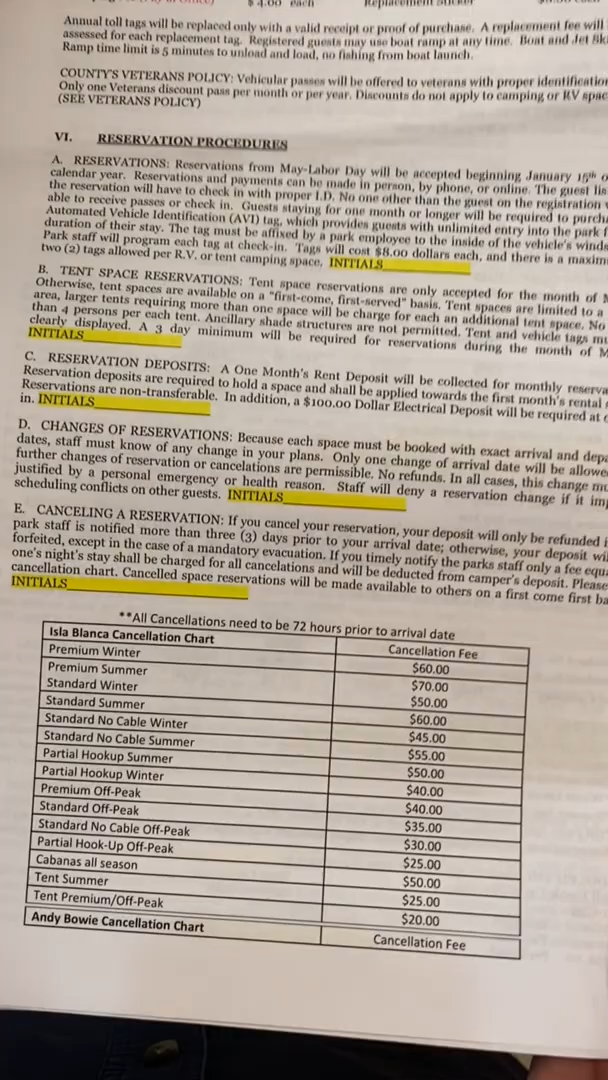 $ 4.00 each
Annual toll tags will be replaced only with a valid receipt or proof of purchase. A replacement fee will
assessed for each replacement tag. Registered guests may use boat ramp at any time. Boat and Jet Ski
Ramp time limit is 5 minutes to unload and load, no fishing from boat launch.
COUNTY'S VETERANS POLICY: Vehicular passes will be offered to veterans with proper identification
Only one Veterans discount pass per month or per year. Discounts do not apply to camping or RV
(SEE VETERANS POLICY)
VI. RESERVATION PROCEDURES
A. RESERVATIONS: Reservations from May-Labor Day will be accepted beginning January 15th
calendar year. Reservations and payments can be made in person, by phone, or online. The guest
the reservation will have to check in with proper I.D. No one other than the guest on the registration
able to receive passes or check in. Guests staying for one month or longer will be required to
Automated Vehicle Identification (AVI) tag, which provides guests with unlimited entry into the park
duration of their stay. The tag must be affixed by a park employee to the inside of the vehicle's
Park staff will program each tag at check-in. Tags will cost $8.00 dollars each, and there is a
two (2) tags allowed per R.V. or tent camping space. INITIALS
B. TENT SPACE RESERVATIONS: Tent space reservations are only accepted for the month of
Otherwise, tent spaces are available on a "first-come, first-served" basis. Tent spaces are limited to a
area, larger tents requiring more than one space will be charge for each an additional tent space. No
than 4 persons per each tent. Ancillary shade structures are not permitted. Tent and vehicle tags
clearly displayed. A 3 day minimum will be required for reservations during the month of
INITIALS
C. RESERVATION DEPOSITS: A One Month's Rent Deposit will be collected for monthly
Reservation deposits are required to hold a space and shall be applied towards the first month's rental
Reservations are non-transferable. In addition, a $100.00 Dollar Electrical Deposit will be required at
in. INITIALS
D. CHANGES OF RESERVATIONS: Because each space must be booked with exact arrival and
dates, staff must know of any change in your plans. Only one change of arrival date will be
further changes of reservation or cancelations are permissible. No refunds. In all cases, this change
justified by a personal emergency or health reason. Staff will deny a reservation change if it
scheduling conflicts on other guests. INITIALS
E. CANCELING A RESERVATION: If you cancel your reservation, your deposit will only be refunded
park staff is notified more than three (3) days prior to your arrival date; otherwise, your deposit
forfeited, except in the case of a mandatory evacuation. If you timely notify the parks staff only a fee
one's night's stay shall be charged for all cancelations and will be deducted from camper's deposit. Please
cancellation chart. Cancelled space reservations will be made available to others on a first come first
INITIALS
**All Cancellations need to be 72 hours prior to arrival date
Isla Blanca Cancellation Chart Cancellation Fee
Premium Winter $60.00
Premium Summer $70.00
Standard Winter $50.00
Standard Summer $60.00
Standard No Cable Winter $45.00
Standard No Cable Summer $55.00
Partial Hookup Summer $50.00
Partial Hookup Winter $40.00
Premium Off-Peak $40.00
Standard Off-Peak $35.00
Standard No Cable Off-Peak $30.00
Partial Hook-Up Off-Peak $25.00
Cabanas all season $50.00
Tent Summer $25.00
Tent Premium/Off-Peak $20.00
Andy Bowie Cancellation Chart Cancellation Fee